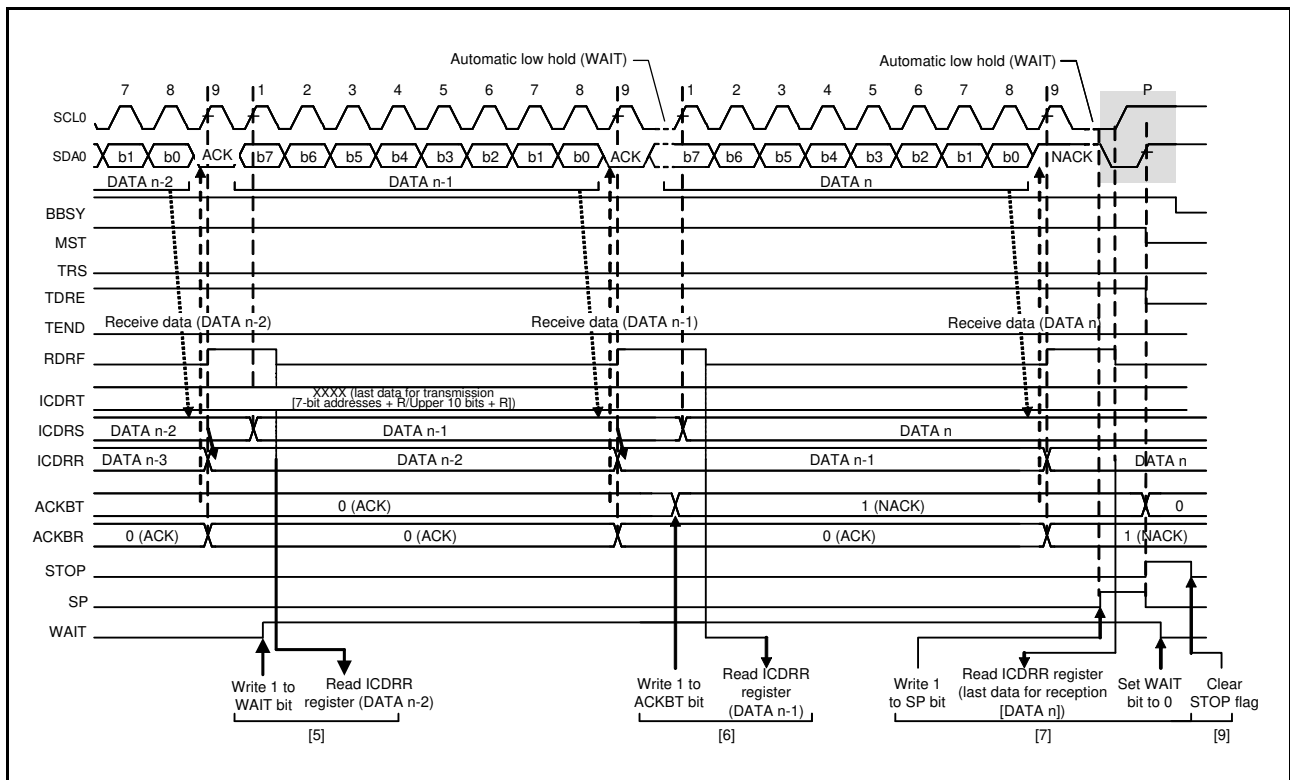 Automatic low hold (WAIT)
Automatic low hold (WAIT)
7 8 9 1 2 3 4 5 6 7 8 9 1 2 3 4 5 6 7 8 9 P
SCL0
SDA0 b1 b0 ACK b7 b6 b5 b4 b3 b2 b1 b0 ACK b7 b6 b5 b4 b3 b2 b1 b0 NACK
DATA n-2 DATA n-1 DATA n
BBSY
MST
TRS
TDRE
Receive data (DATA n-2) Receive data (DATA n-1) Receive data (DATA n)
TEND
RDRF
XXXX (last data for transmission
ICDRT [7-bit addresses + R/Upper 10 bits + R])
ICDRS DATA n-2 DATA n-1 DATA n
ICDRR DATA n-3 DATA n-2 DATA n-1 DATA n
ACKBT 0 (ACK) 1 (NACK) 0
ACKBR 0 (ACK) 0 (ACK) 0 (ACK) 1 (NACK)
STOP
SP
WAIT
Write 1 to
WAIT bit
Read ICDRR
register (DATA n-2)
[5]
Write 1 to
ACKBT bit
Read ICDRR
register
(DATA n-1)
[6]
Write 1
to SP bit
Read ICDRR register
(last data for reception
[DATA n])
Set WAIT
bit to 0
[7]
Clear
STOP flag
[9]